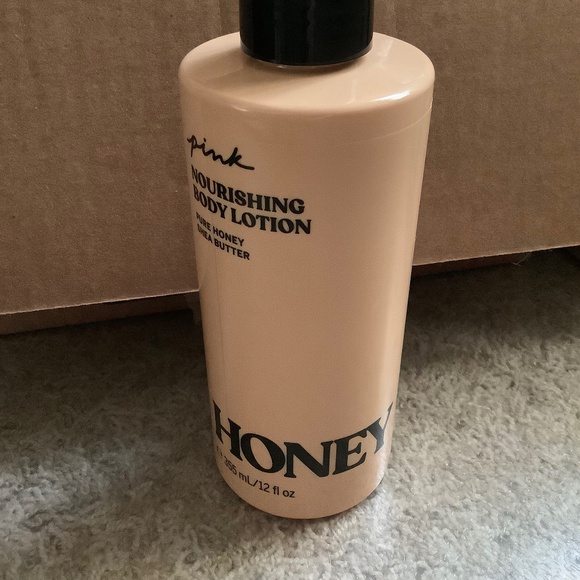 pink
NOURISHING
BODY LOTION
PURE HONEY
SHEA BUTTER
HONEY
℮ 355 mL/12 fl oz